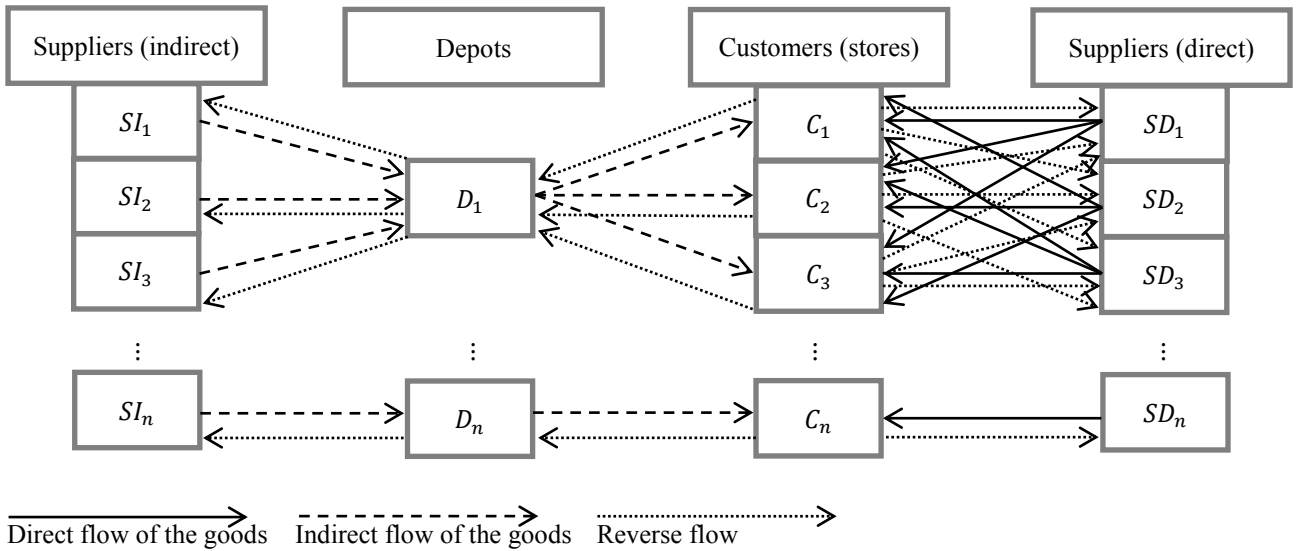 Suppliers (indirect) Depots Customers (stores) Suppliers (direct)
SI₁ C₁ SD₁
SI₂ D₁ C₂ SD₂
SI₃ C₃ SD₃
⋮ ⋮ ⋮ ⋮
SIₙ Dₙ Cₙ SDₙ
Direct flow of the goods Indirect flow of the goods Reverse flow